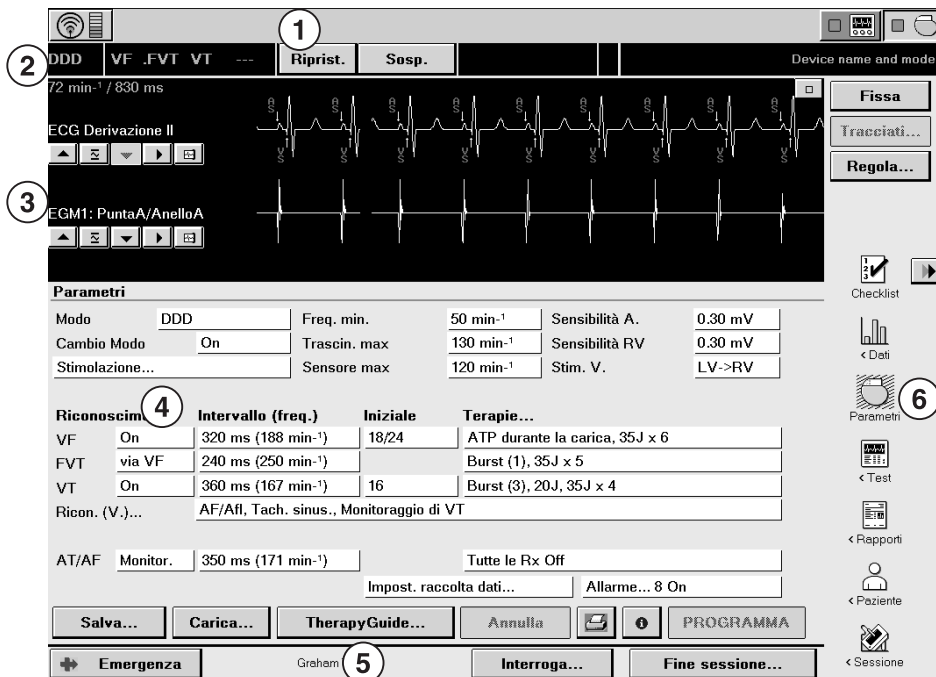 1
2
DDD VF .FVT VT --- Riprist. Sosp. Device name and mode
72 min-¹ / 830 ms
Fissa
ECG Derivazione II
Tracciati...
Regola...
3
EGM1: PuntaA/AnelloA
A S A S A S A S A S A S A S A S
V S V S V S V S V S V S V S V S
1 2 3
Checklist
Parametri
Modo DDD Freq. min. 50 min-¹ Sensibilità A. 0.30 mV
Cambio Modo On Trascin. max 130 min-¹ Sensibilità RV 0.30 mV
Stimolazione... Sensore max 120 min-¹ Stim. V. LV->RV
< Dati
Parametri
6
4
Intervallo (freq.) Iniziale Terapie...
VF On 320 ms (188 min-¹) 18/24 ATP durante la carica, 35J x 6
FVT via VF 240 ms (250 min-¹) Burst (1), 35J x 5
VT On 360 ms (167 min-¹) 16 Burst (3), 20J, 35J x 4
Ricon. (V.)... AF/Afl, Tach. sinus., Monitoraggio di VT
< Test
< Rapporti
AT/AF Monitor. 350 ms (171 min-¹) Tutte le Rx Off
Impost. raccolta dati... Allarme... 8 On
< Paziente
Salva... Carica... TherapyGuide... Annulla PROGRAMMA
Emergenza Graham 5 Interroga... Fine sessione...
< Sessione